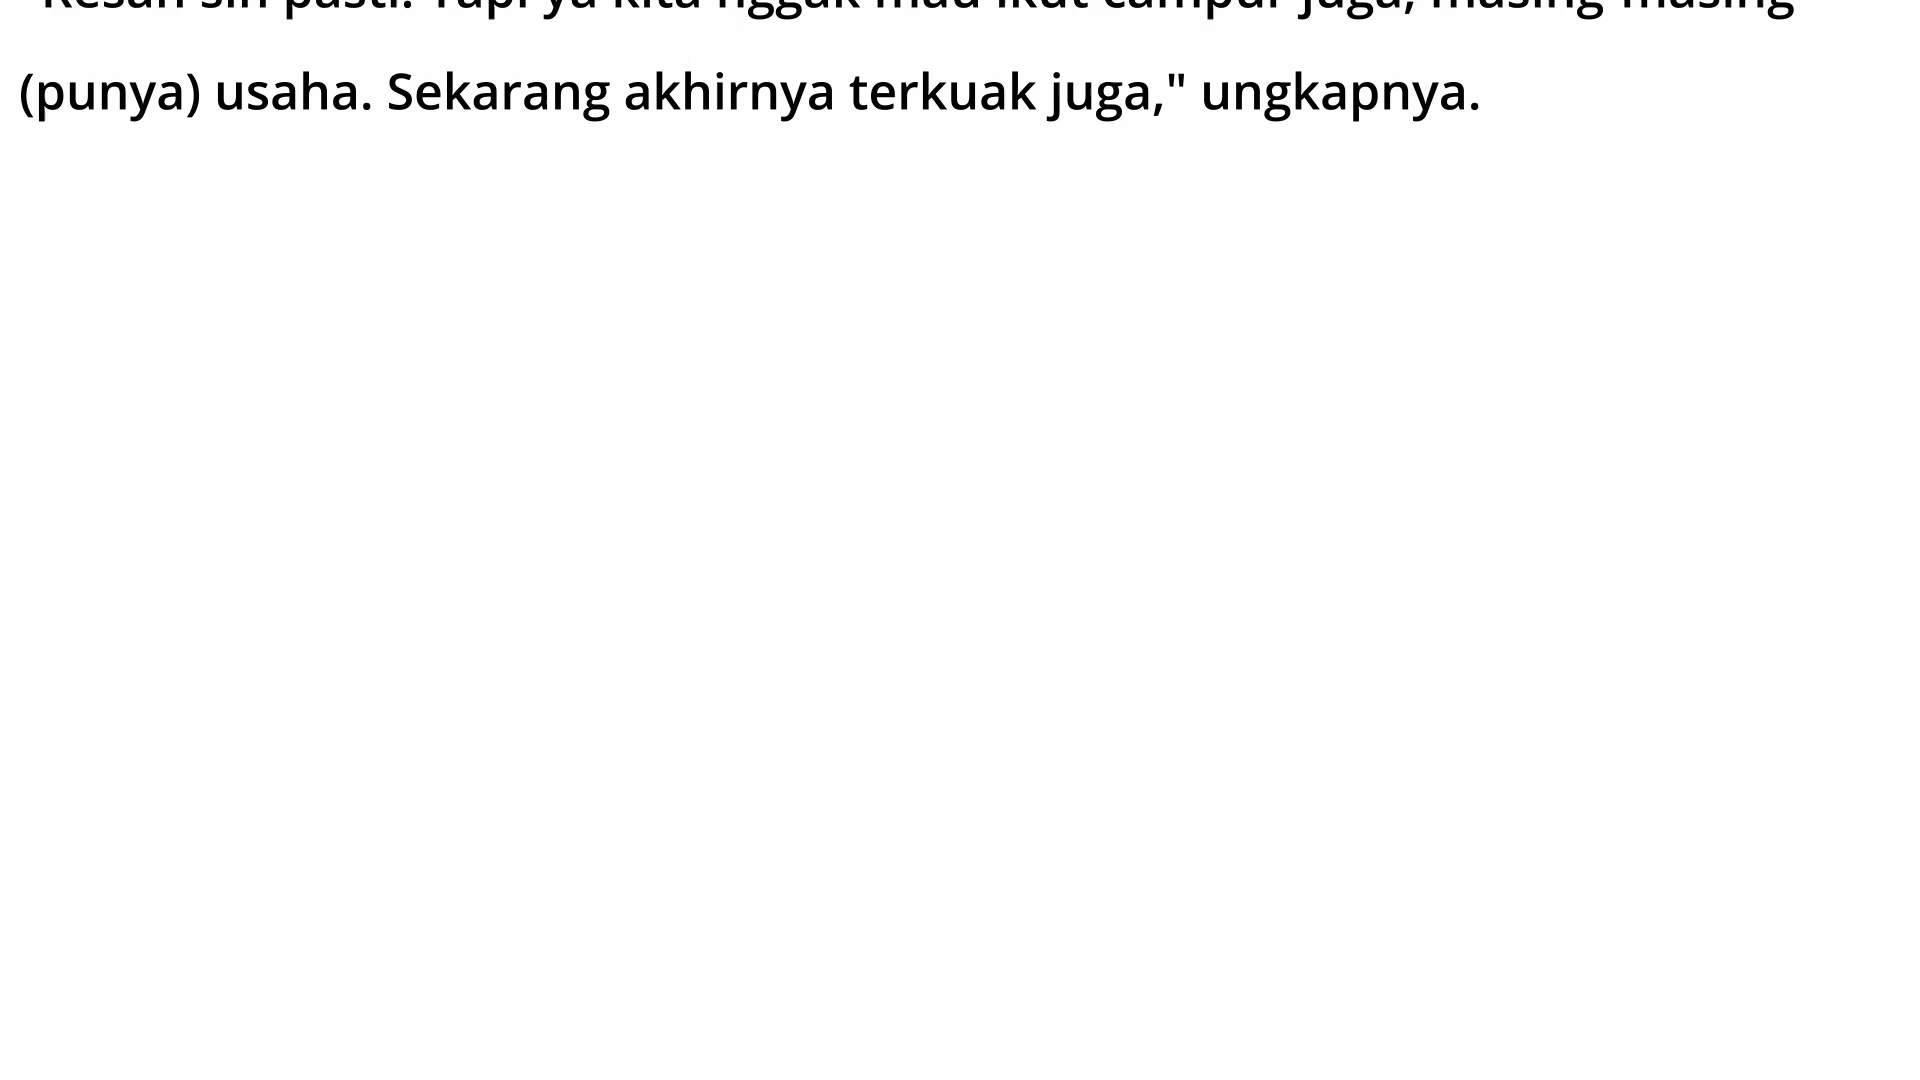 "Resah sih pasti. Tapi ya kita nggak mau ikut campur juga, masing-masing
(punya) usaha. Sekarang akhirnya terkuak juga," ungkapnya.